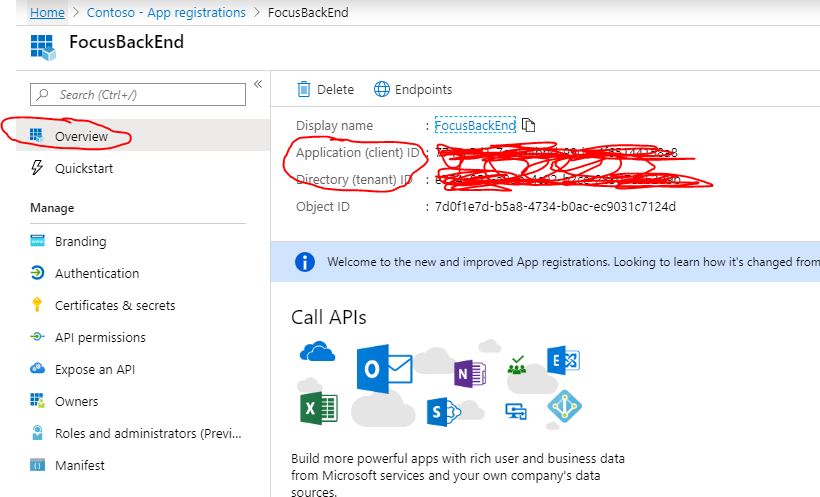 Home > Contoso - App registrations > FocusBackEnd
FocusBackEnd
Search (Ctrl+/)
«
Delete
Endpoints
Overview
Display name : FocusBackEnd
Quickstart
Application (client) ID :
Directory (tenant) ID :
Manage
Object ID : 7d0f1e7d-b5a8-4734-b0ac-ec9031c7124d
Branding
Welcome to the new and improved App registrations. Looking to learn how it's changed from
Authentication
Certificates & secrets
Call APIs
API permissions
Expose an API
Owners
Roles and administrators (Previ...
Manifest
O
N
E
X
S
Build more powerful apps with rich user and business data
from Microsoft services and your own company's data
sources.